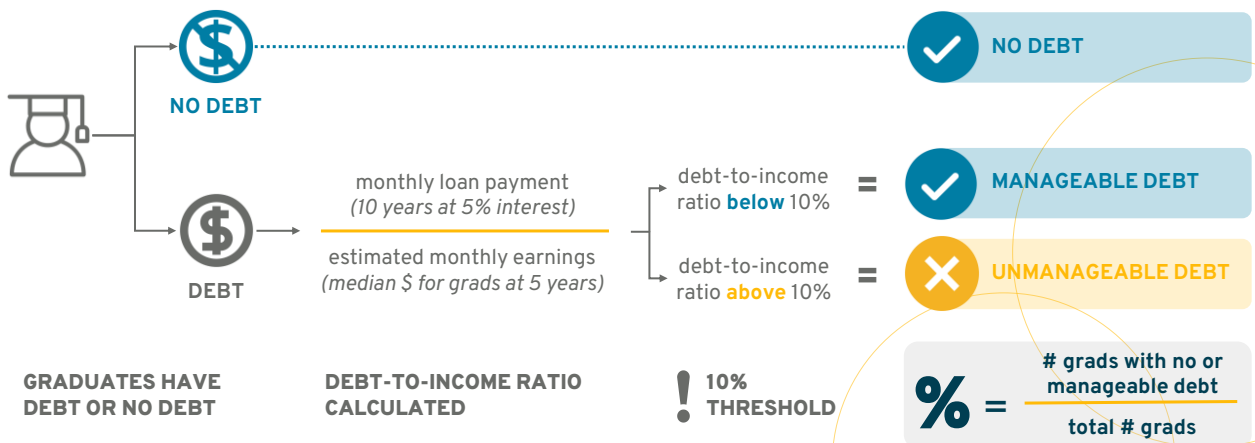 NO DEBT
NO DEBT
DEBT
monthly loan payment
(10 years at 5% interest)
estimated monthly earnings
(median $ for grads at 5 years)
debt-to-income
ratio below 10%
=
MANAGEABLE DEBT
debt-to-income
ratio above 10%
=
UNMANAGEABLE DEBT
GRADUATES HAVE
DEBT OR NO DEBT
DEBT-TO-INCOME RATIO
CALCULATED
! 10%
THRESHOLD
% =
# grads with no or
manageable debt
total # grads